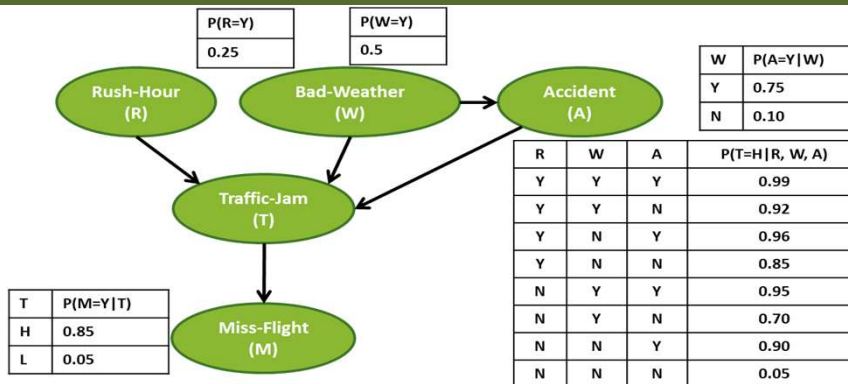 P(R=Y)
0.25
P(W=Y)
0.5
W P(A=Y|W)
Y 0.75
N 0.10
Rush-Hour
(R)
Bad-Weather
(W)
Accident
(A)
R W A P(T=H|R, W, A)
Y Y Y 0.99
Y Y N 0.92
Y N Y 0.96
Y N N 0.85
N Y Y 0.95
N Y N 0.70
N N Y 0.90
N N N 0.05
Traffic-Jam
(T)
T P(M=Y|T)
H 0.85
L 0.05
Miss-Flight
(M)